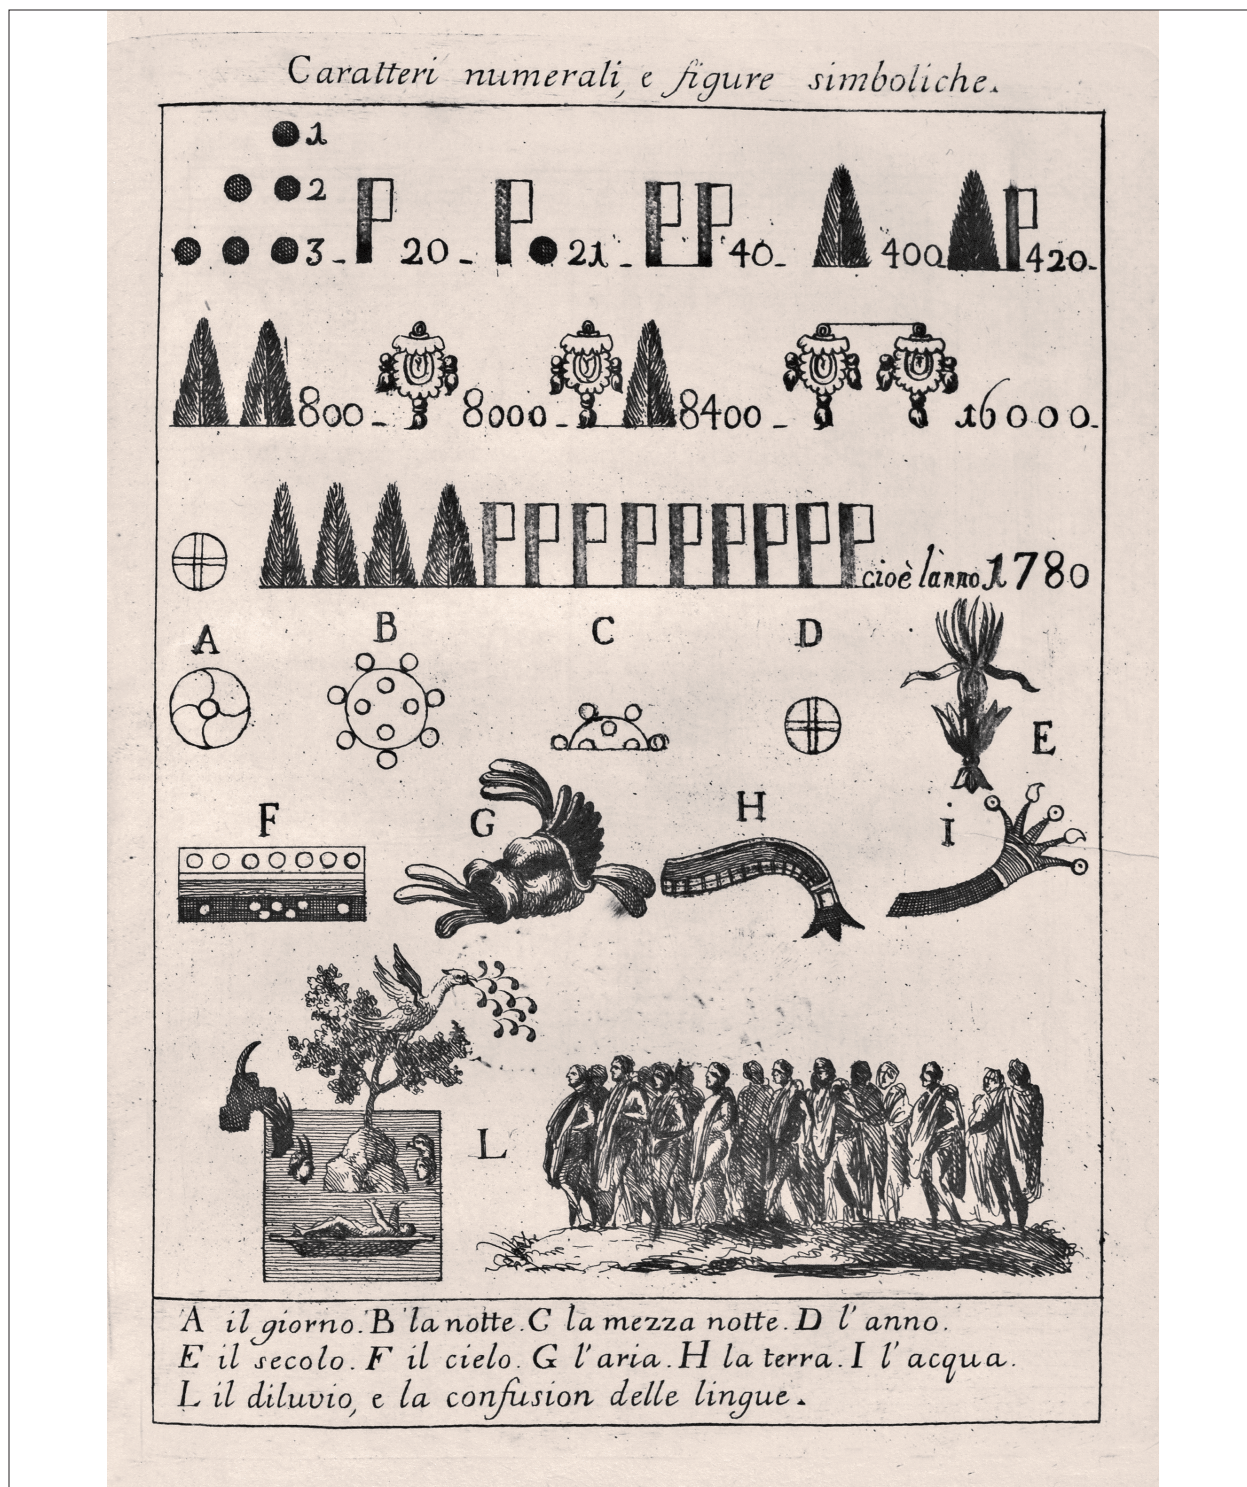 Caratteri numerali, e figure simboliche.
1
2
3 - 20 - 21 - 40 - 400 420 -
800 - 8000 - 8400 - 16000 -
cioè l'anno 1780
A B C D
E
F G H I
L
A il giorno. B la notte. C la mezza notte. D l'anno.
E il secolo. F il cielo. G l'aria. H la terra. I l'acqua.
L il diluvio, e la confusion delle lingue.